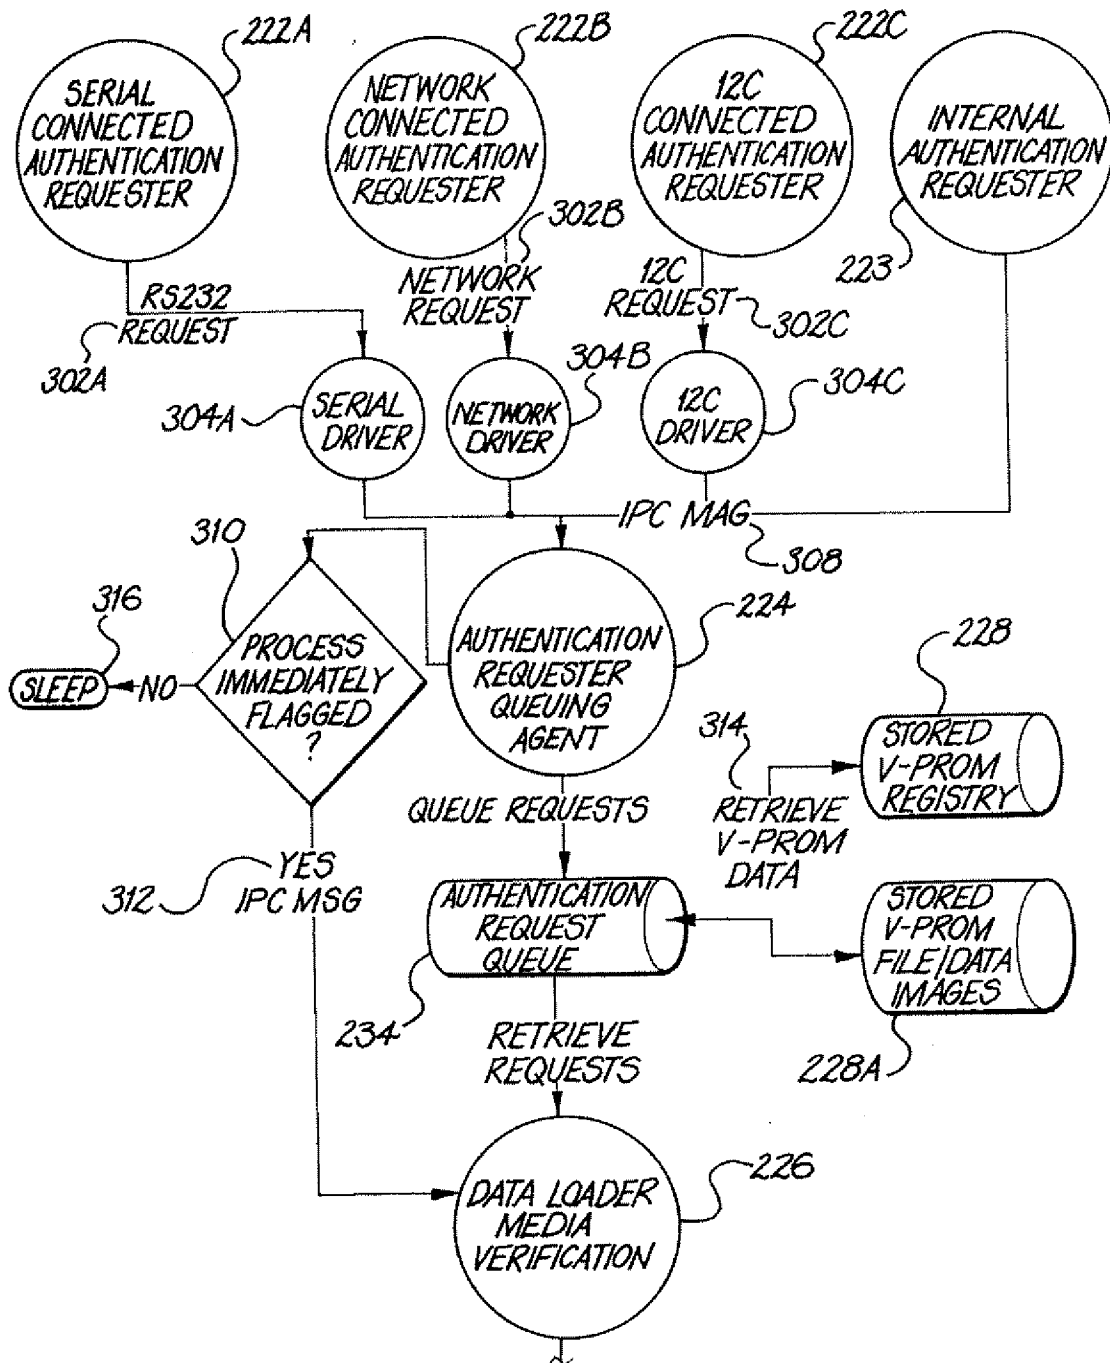 222A
222B
222C
SERIAL
CONNECTED
AUTHENTICATION
REQUESTER
NETWORK
CONNECTED
AUTHENTICATION
REQUESTER
12C
CONNECTED
AUTHENTICATION
REQUESTER
INTERNAL
AUTHENTICATION
REQUESTER
223
302B
RS232
REQUEST
302A
NETWORK
REQUEST
12C
REQUEST
302C
304A
SERIAL
DRIVER
304B
NETWORK
DRIVER
304C
12C
DRIVER
IPC MAG
308
310
316
SLEEP
NO
PROCESS
IMMEDIATELY
FLAGGED
?
224
AUTHENTICATION
REQUESTER
QUEUING
AGENT
228
STORED
V-PROM
REGISTRY
314
RETRIEVE
V-PROM
DATA
QUEUE REQUESTS
312
YES
IPC MSG
AUTHENTICATION
REQUEST
QUEUE
234
STORED
V-PROM
FILE/DATA
IMAGES
228A
RETRIEVE
REQUESTS
226
DATA LOADER
MEDIA
VERIFICATION